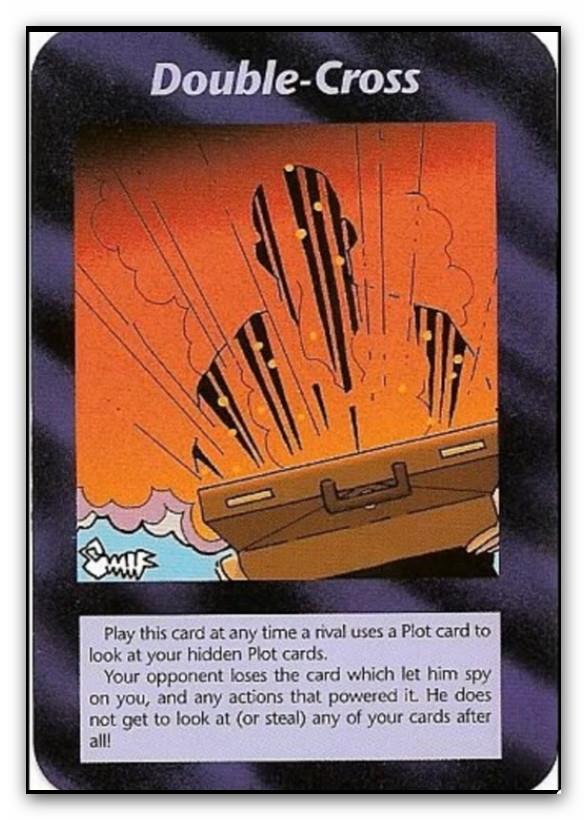 Double-Cross
Play this card at any time a rival uses a Plot card to
look at your hidden Plot cards.
Your opponent loses the card which let him spy
on you, and any actions that powered it. He does
not get to look at (or steal) any of your cards after
all!